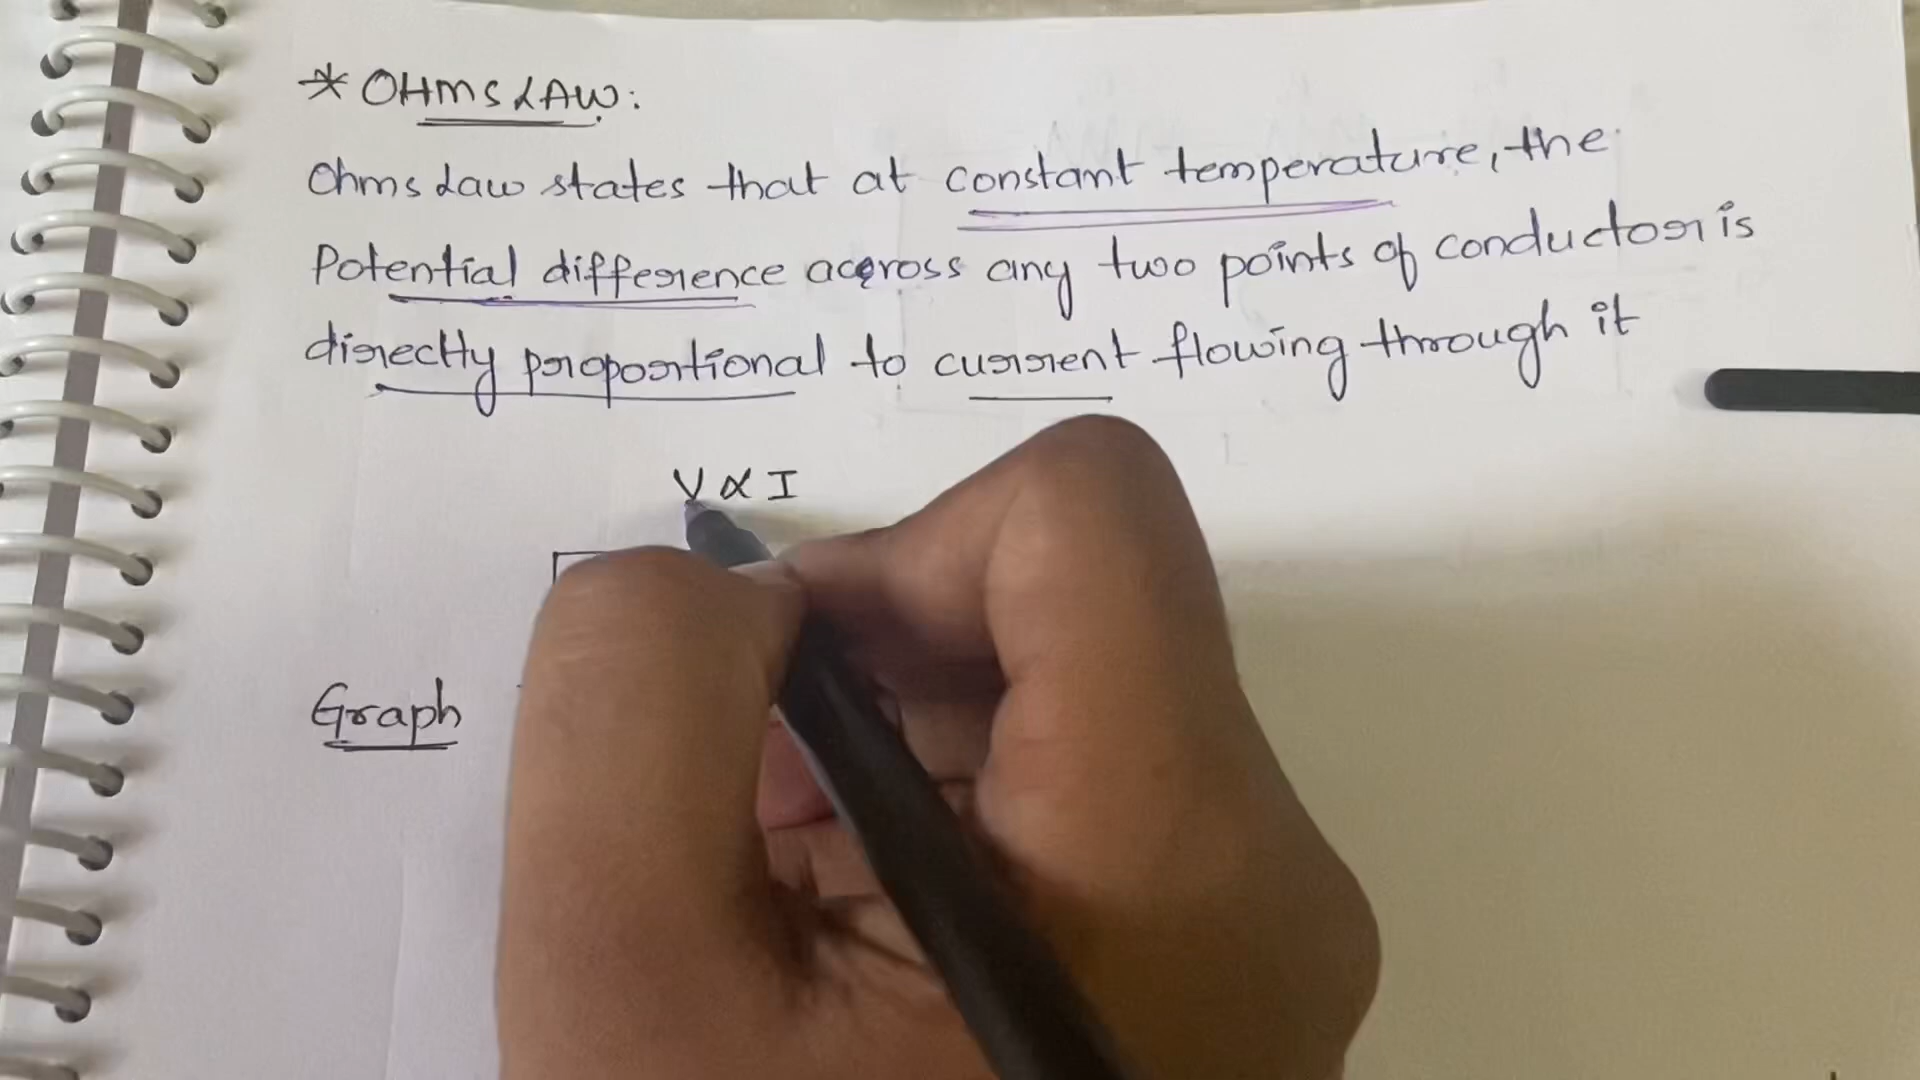 * OHMS LAW:
Ohms Law states that at constant temperature, the
Potential difference across any two points of conductor is
directly proportional to current flowing through it
V ∝ I
Graph